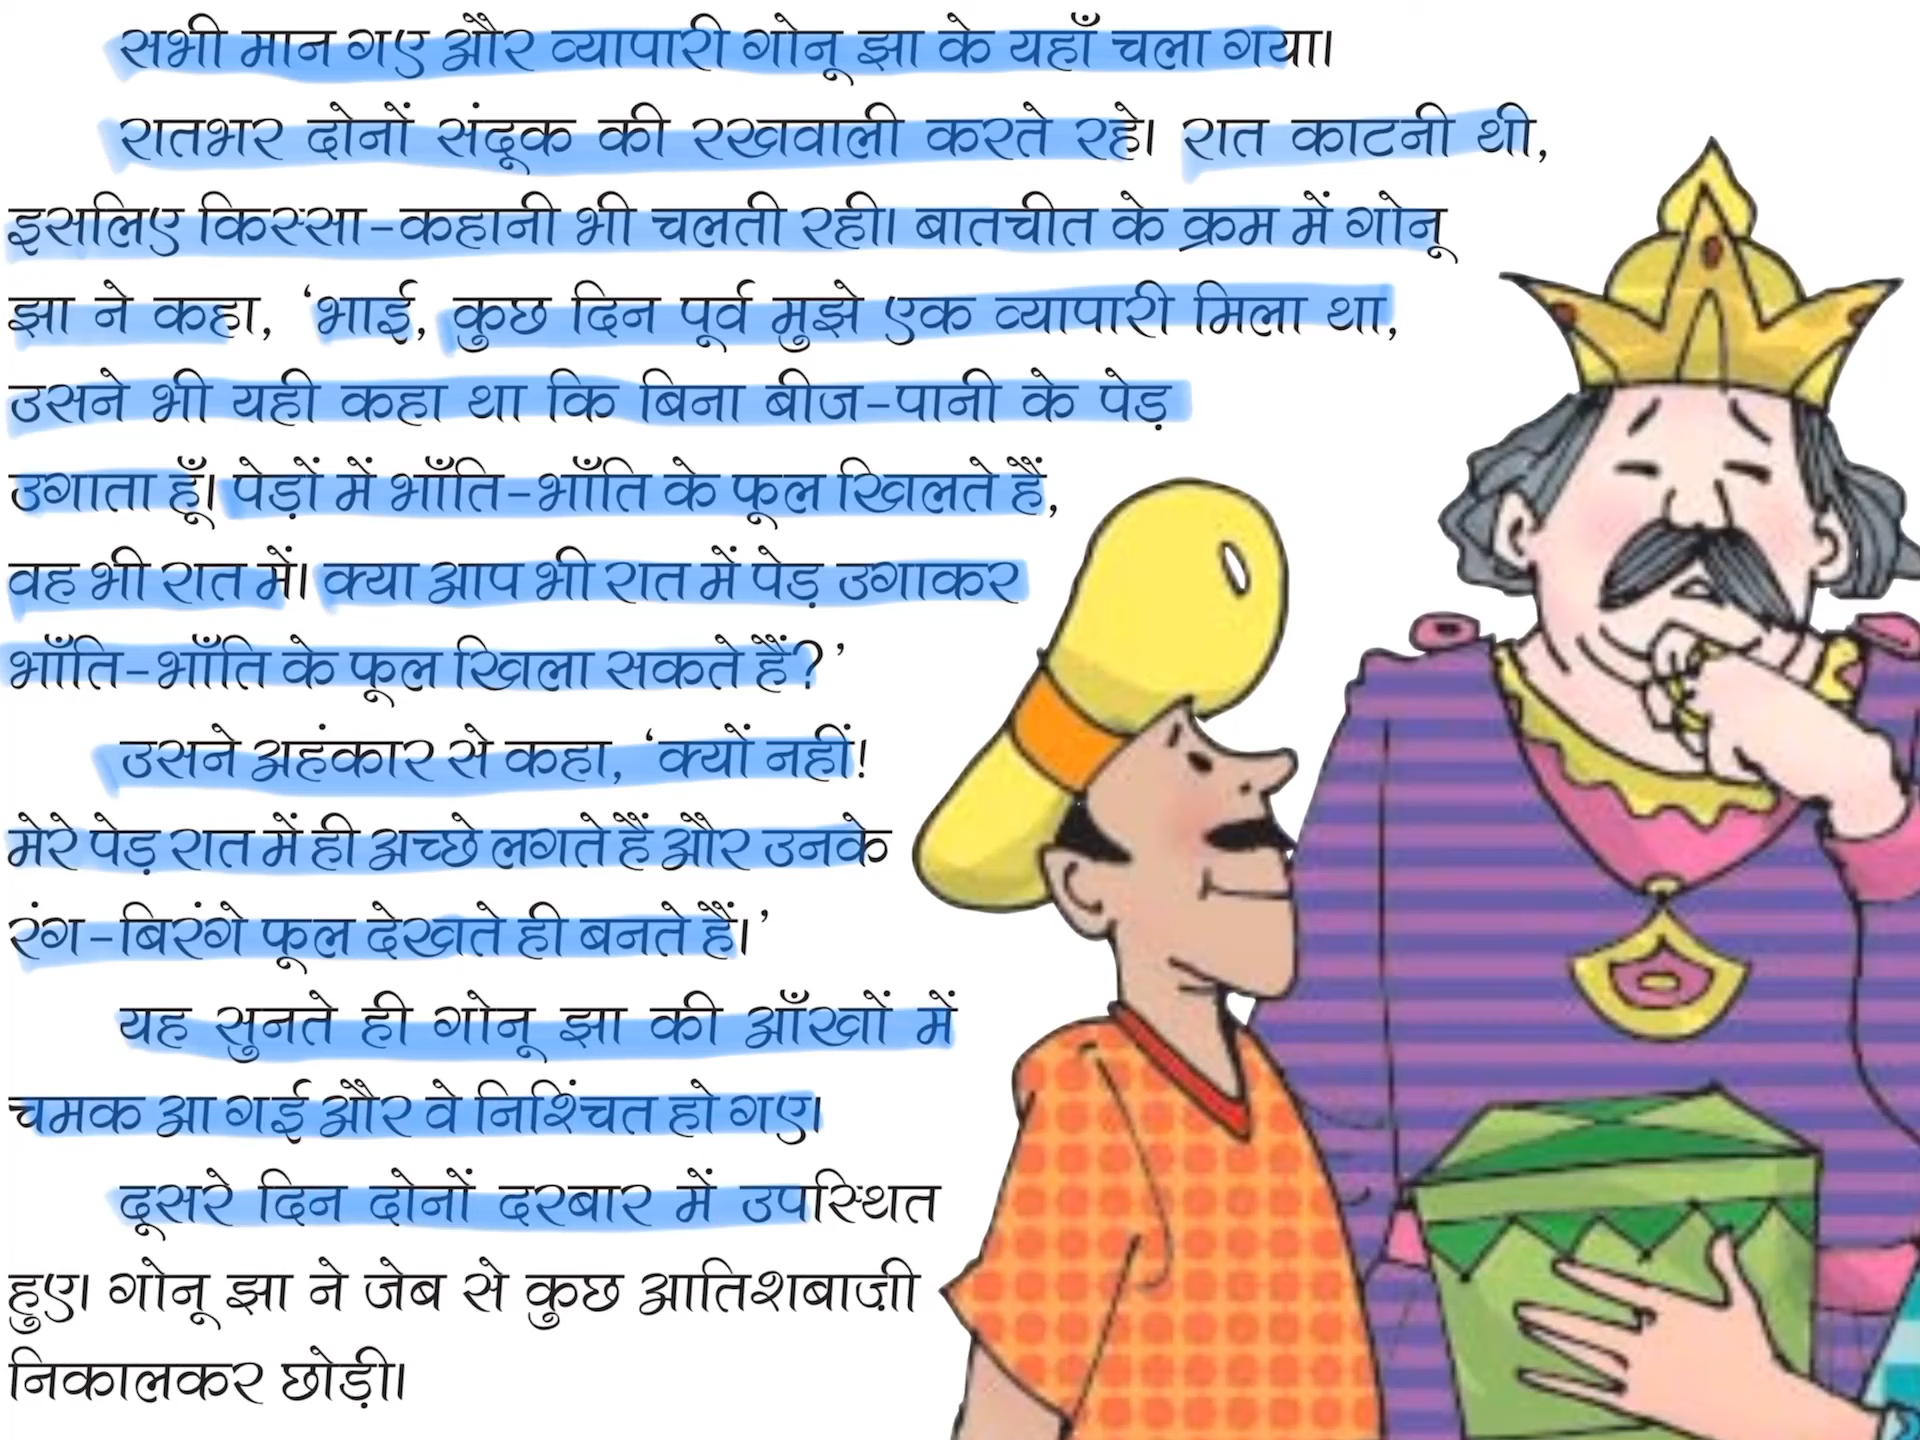 सभी मान गए और व्यापारी गोनू झा के यहाँ चला गया।
रातभर दोनों संदूक की रखवाली करते रहे। रात काटनी थी,
इसलिए किस्सा-कहानी भी चलती रही। बातचीत के क्रम में गोनू
झा ने कहा, ‘भाई, कुछ दिन पूर्व मुझे एक व्यापारी मिला था,
उसने भी यही कहा था कि बिना बीज-पानी के पेड़
उगाता हूँ। पेड़ों में भाँति-भाँति के फूल खिलते हैं,
वह भी रात में। क्या आप भी रात में पेड़ उगाकर
भाँति-भाँति के फूल खिला सकते हैं?’
उसने अहंकार से कहा, ‘क्यों नहीं!
मेरे पेड़ रात में ही अच्छे लगते हैं और उनके
रंग-बिरंगे फूल देखते ही बनते हैं।’
यह सुनते ही गोनू झा की आँखों में
चमक आ गई और वे निश्चिंत हो गए।
दूसरे दिन दोनों दरबार में उपस्थित
हुए। गोनू झा ने जेब से कुछ आतिशबाज़ी
निकालकर छोड़ी।